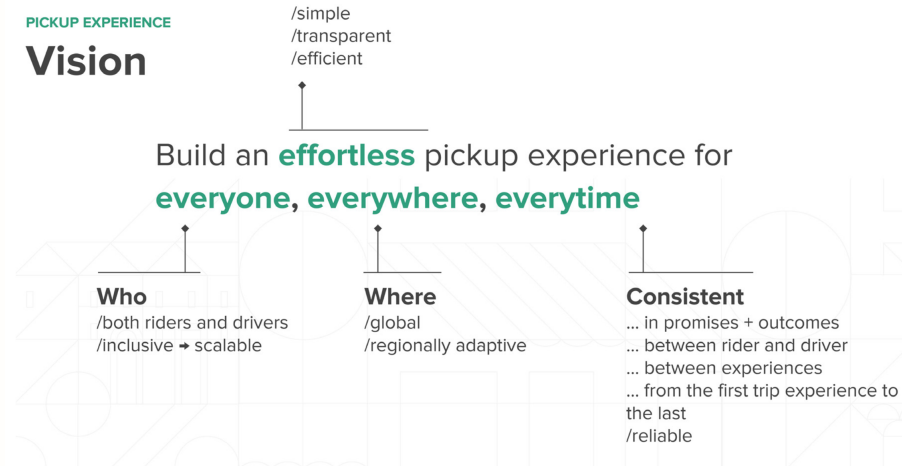 PICKUP EXPERIENCE
Vision
/simple
/transparent
/efficient
Build an effortless pickup experience for
everyone, everywhere, everytime
Who
/both riders and drivers
/inclusive ➡ scalable
Where
/global
/regionally adaptive
Consistent
... in promises + outcomes
... between rider and driver
... between experiences
... from the first trip experience to
the last
/reliable